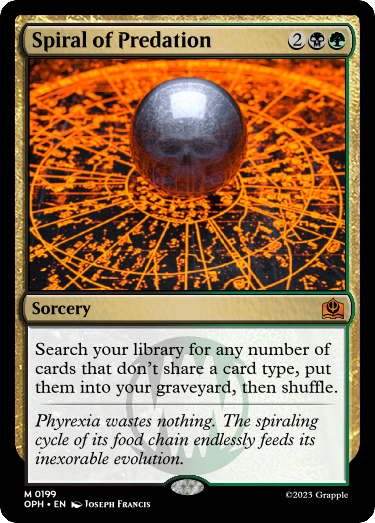 Spiral of Predation 2
Sorcery
Search your library for any number of
cards that don't share a card type, put
them into your graveyard, then shuffle.
Phyrexia wastes nothing. The spiraling
cycle of its food chain endlessly feeds its
inexorable evolution.
M 0199
OPH • EN Joseph Francis
©2023 Grapple